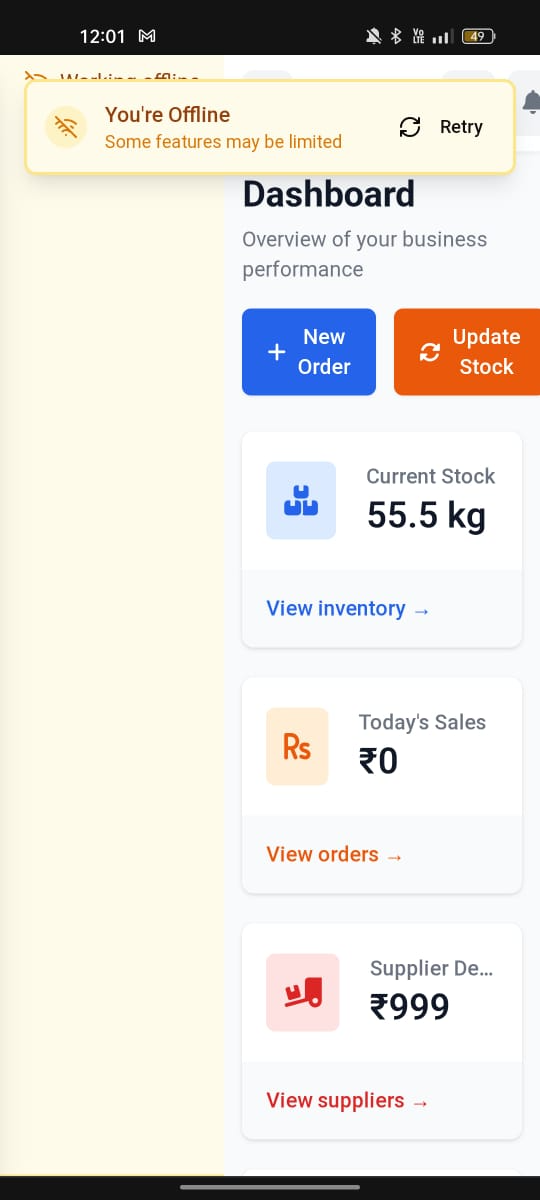 12:01
Vo LTE
49
Working offline
You're Offline
Some features may be limited
Retry
Dashboard
Overview of your business
performance
New
Order
Update
Stock
Current Stock
55.5 kg
View inventory →
Rs
Today's Sales
₹0
View orders →
Supplier De...
₹999
View suppliers →